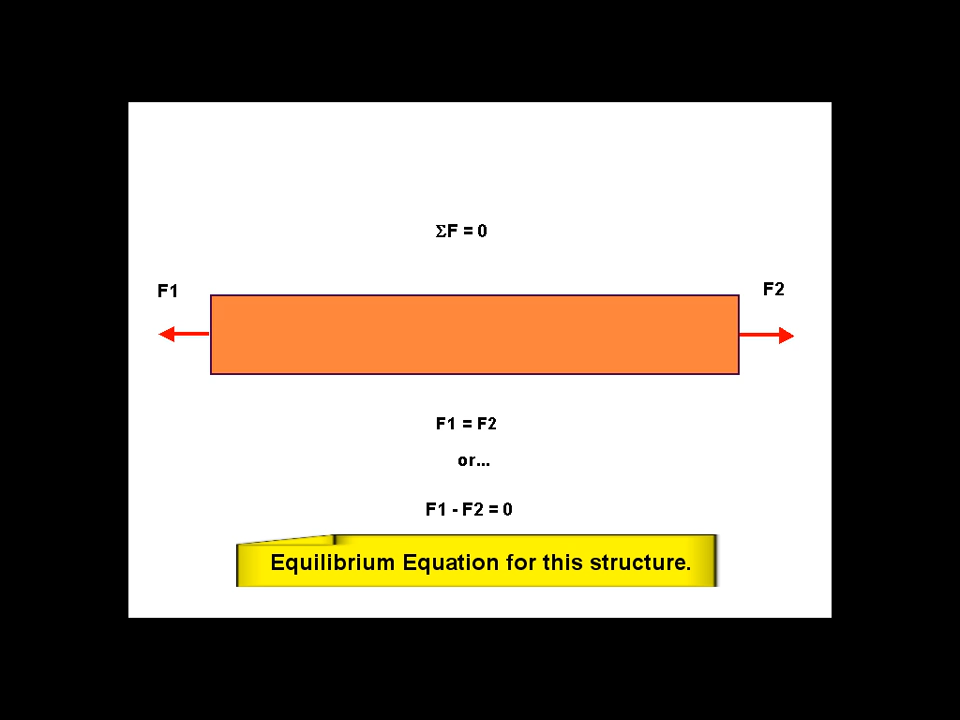 ΣF = 0
F1
F2
F1 = F2
or...
F1 - F2 = 0
Equilibrium Equation for this structure.